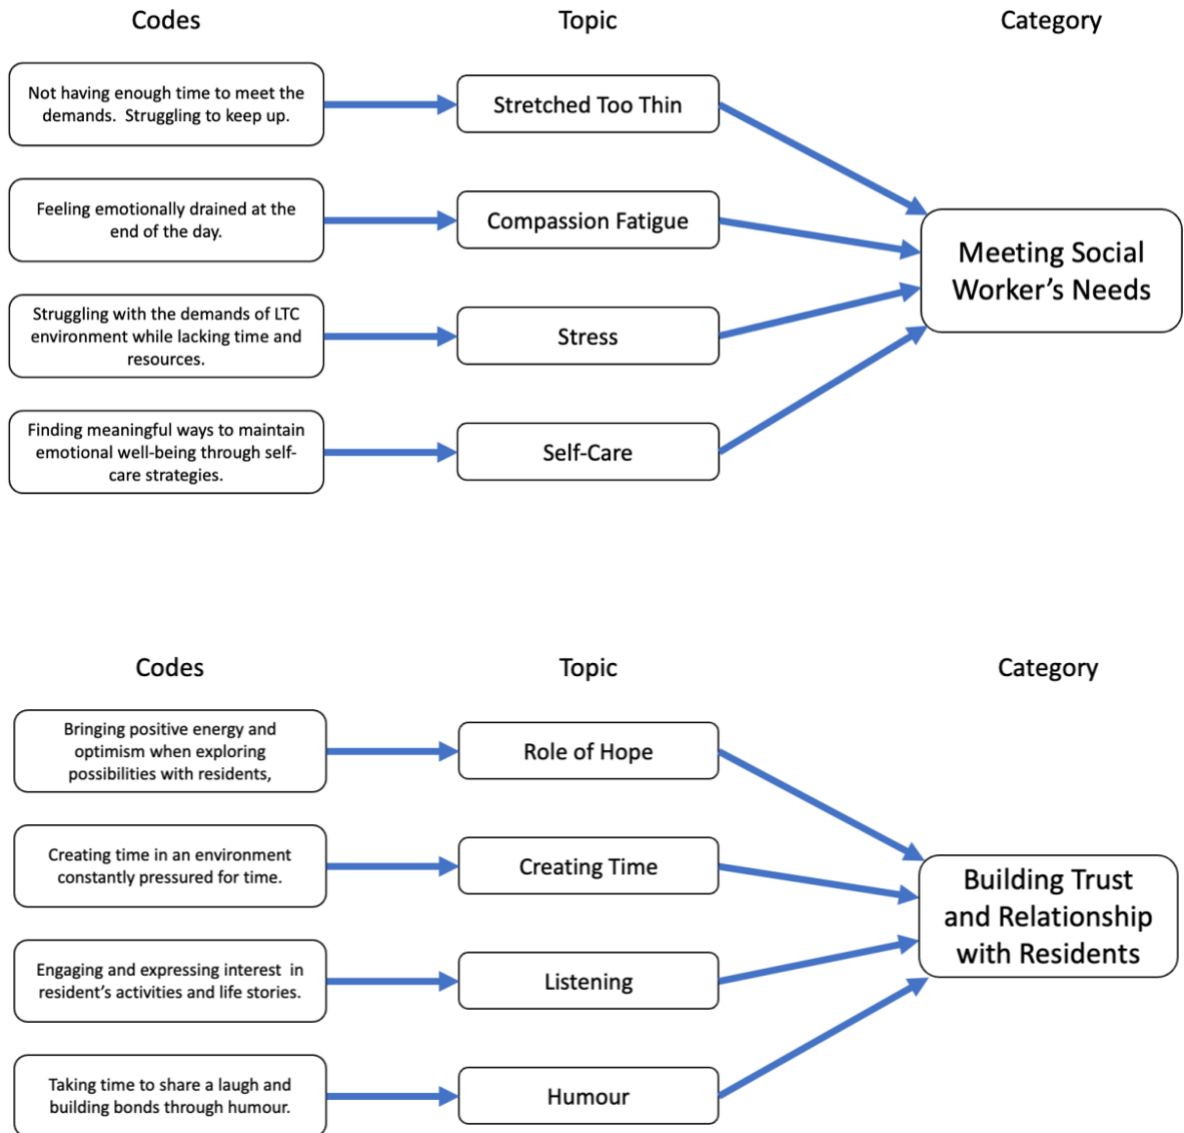 Codes Topic Category
Not having enough time to meet the
demands.  Struggling to keep up.
Stretched Too Thin
Feeling emotionally drained at the
end of the day.
Compassion Fatigue
Meeting Social
Worker’s Needs
Struggling with the demands of LTC
environment while lacking time and
resources.
Stress
Finding meaningful ways to maintain
emotional well-being through self-
care strategies.
Self-Care
Codes Topic Category
Bringing positive energy and
optimism when exploring
possibilities with residents,
Role of Hope
Creating time in an environment
constantly pressured for time.
Creating Time
Building Trust
and Relationship
with Residents
Engaging and expressing interest  in
resident’s activities and life stories.
Listening
Taking time to share a laugh and
building bonds through humour.
Humour